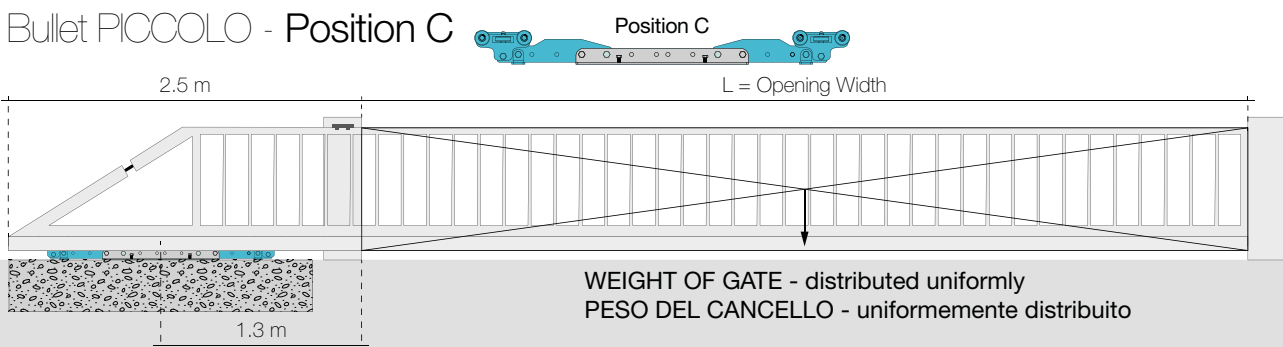 Bullet PICCOLO - Position C
Position C
2.5 m
L = Opening Width
WEIGHT OF GATE - distributed uniformly
PESO DEL CANCELLO - uniformemente distribuito
1.3 m